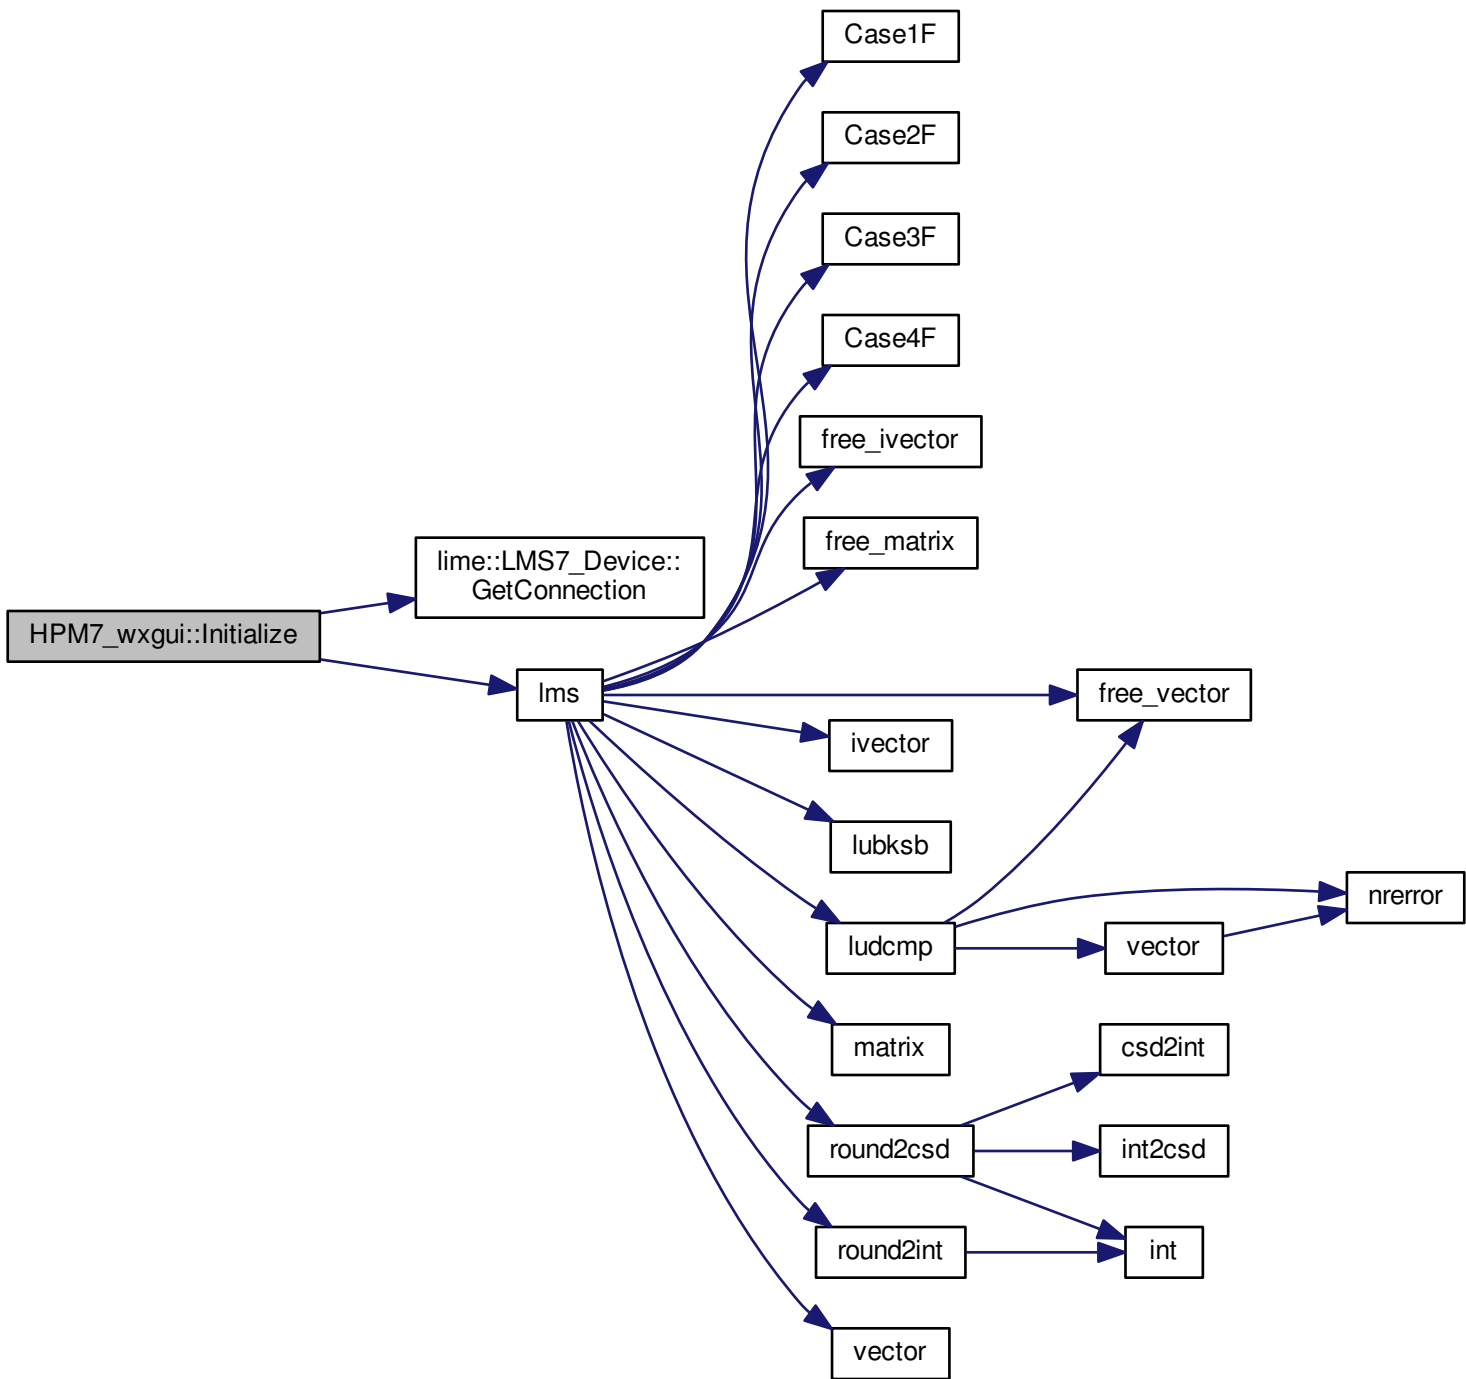 Case1F
Case2F
Case3F
Case4F
free_ivector
free_matrix
lime::LMS7_Device::
GetConnection
HPM7_wxgui::Initialize
lms
free_vector
ivector
lubksb
nrerror
ludcmp
vector
matrix
csd2int
round2csd
int2csd
round2int
int
vector